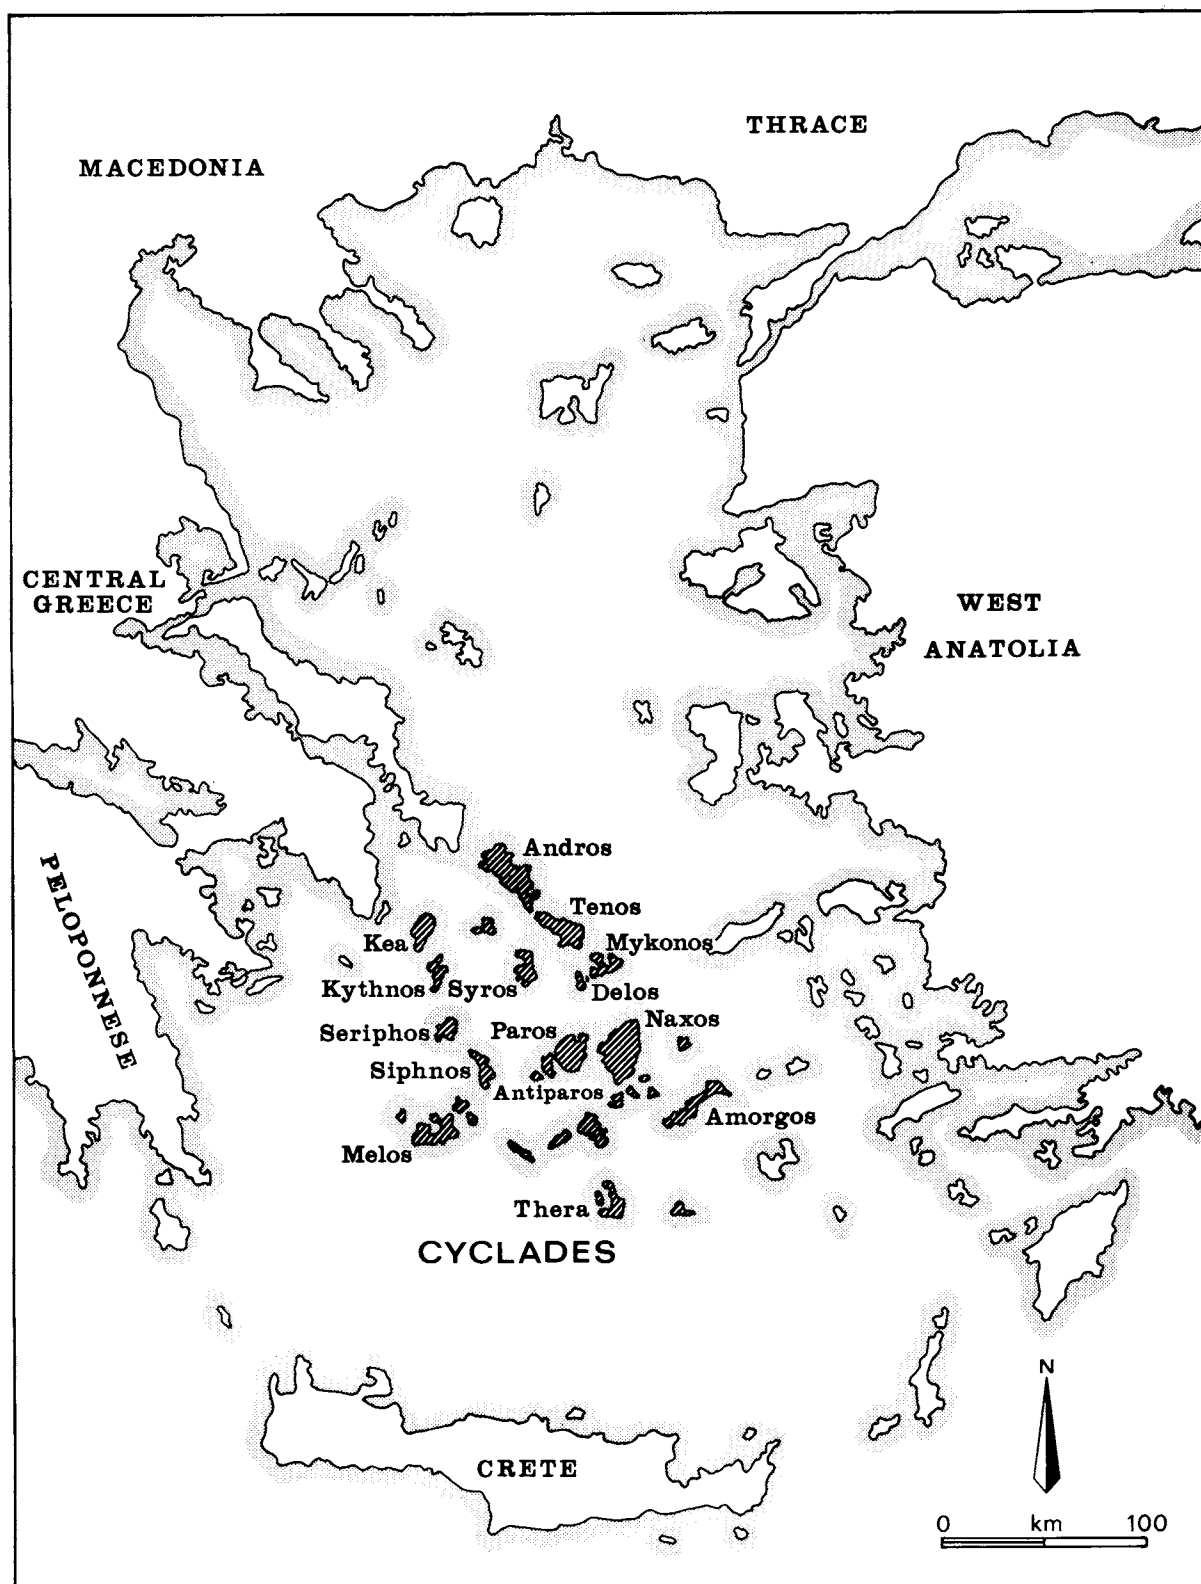 THRACE
MACEDONIA
CENTRAL
GREECE
WEST
ANATOLIA
PELOPONNESE
Andros
Tenos
Kea
Mykonos
Kythnos
Syros
Delos
Seriphos
Paros
Naxos
Siphnos
Antiparos
Amorgos
Melos
Thera
CYCLADES
N
CRETE
0 km 100